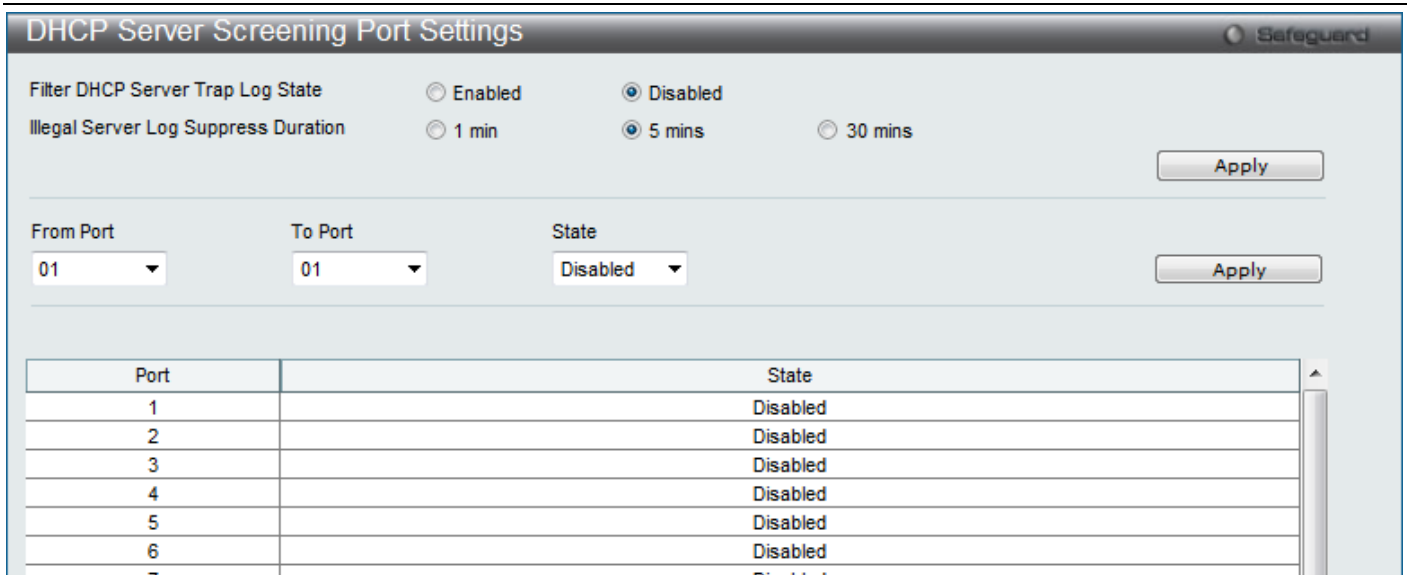 DHCP Server Screening Port Settings
Safeguard
Filter DHCP Server Trap Log State Enabled Disabled
Illegal Server Log Suppress Duration 1 min 5 mins 30 mins
Apply
From Port To Port State
01 01 Disabled Apply
Port State
1 Disabled
2 Disabled
3 Disabled
4 Disabled
5 Disabled
6 Disabled